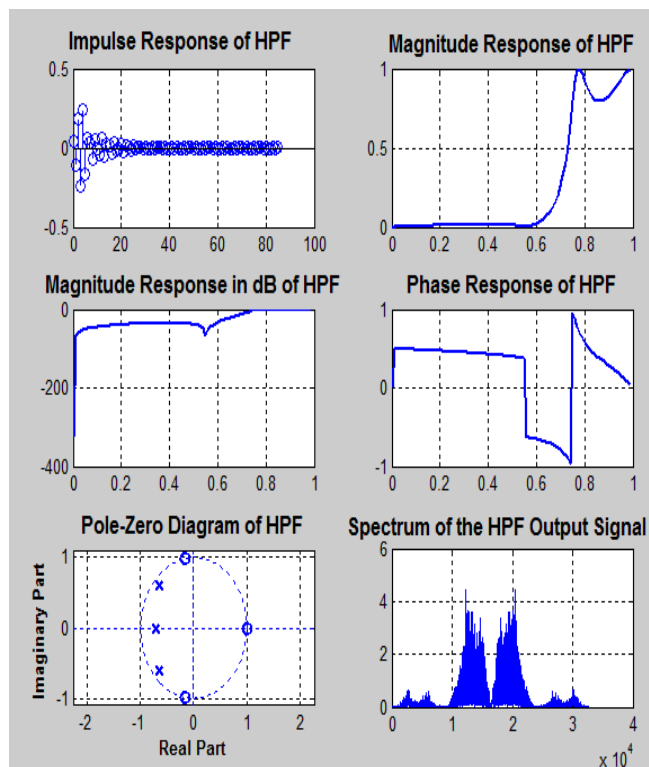 Impulse Response of HPF
0.5
0
-0.5
0 20 40 60 80 100
Magnitude Response of HPF
1
0.5
0
0 0.2 0.4 0.6 0.8 1
Magnitude Response in dB of HPF
0
-200
-400
0 0.2 0.4 0.6 0.8 1
Phase Response of HPF
1
0
-1
0 0.2 0.4 0.6 0.8 1
Pole-Zero Diagram of HPF
Imaginary Part
1
0
-1
-2 -1 0 1 2
Real Part
Spectrum of the HPF Output Signal
6
4
2
0
0 1 2 3 4
x 10^4